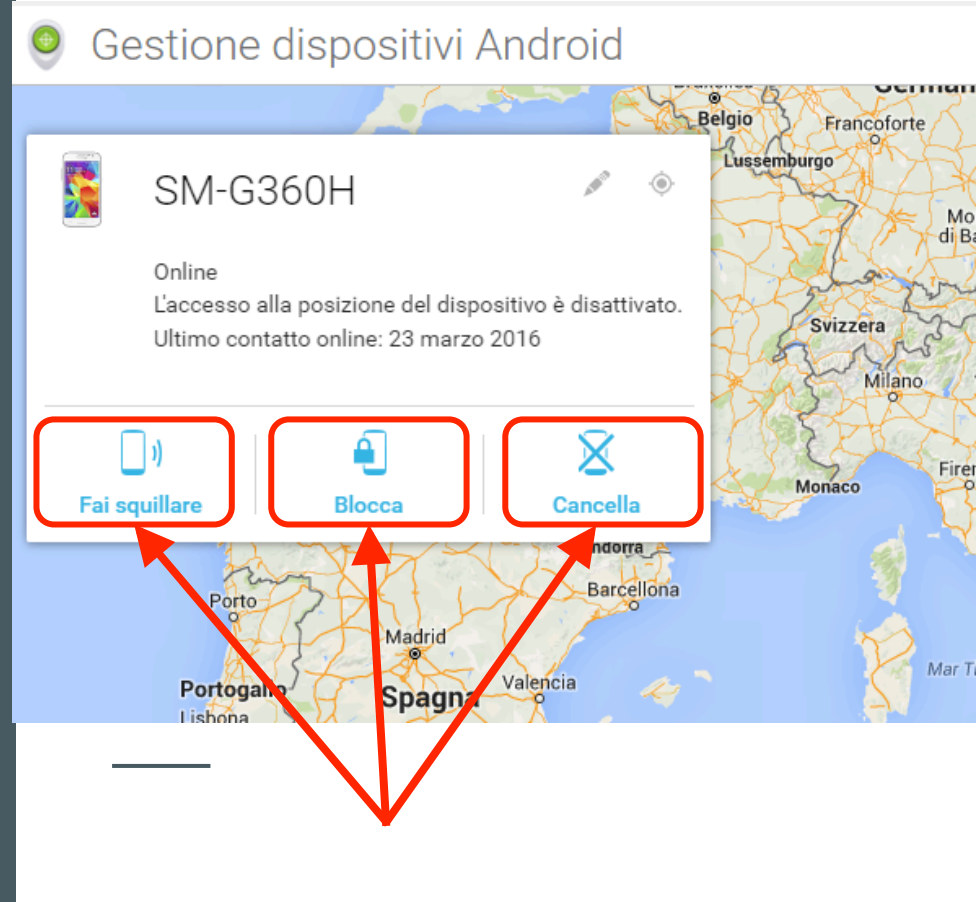 Gestione dispositivi Android
Belgio
Francoforte
Lussemburgo
SM-G360H
Online
L'accesso alla posizione del dispositivo è disattivato.
Ultimo contatto online: 23 marzo 2016
Svizzera
Milano
Fai squillare
Blocca
Cancella
Monaco
Barcellona
Porto
Madrid
Valencia
Portogallo
Spagna
Lisbona
Mar